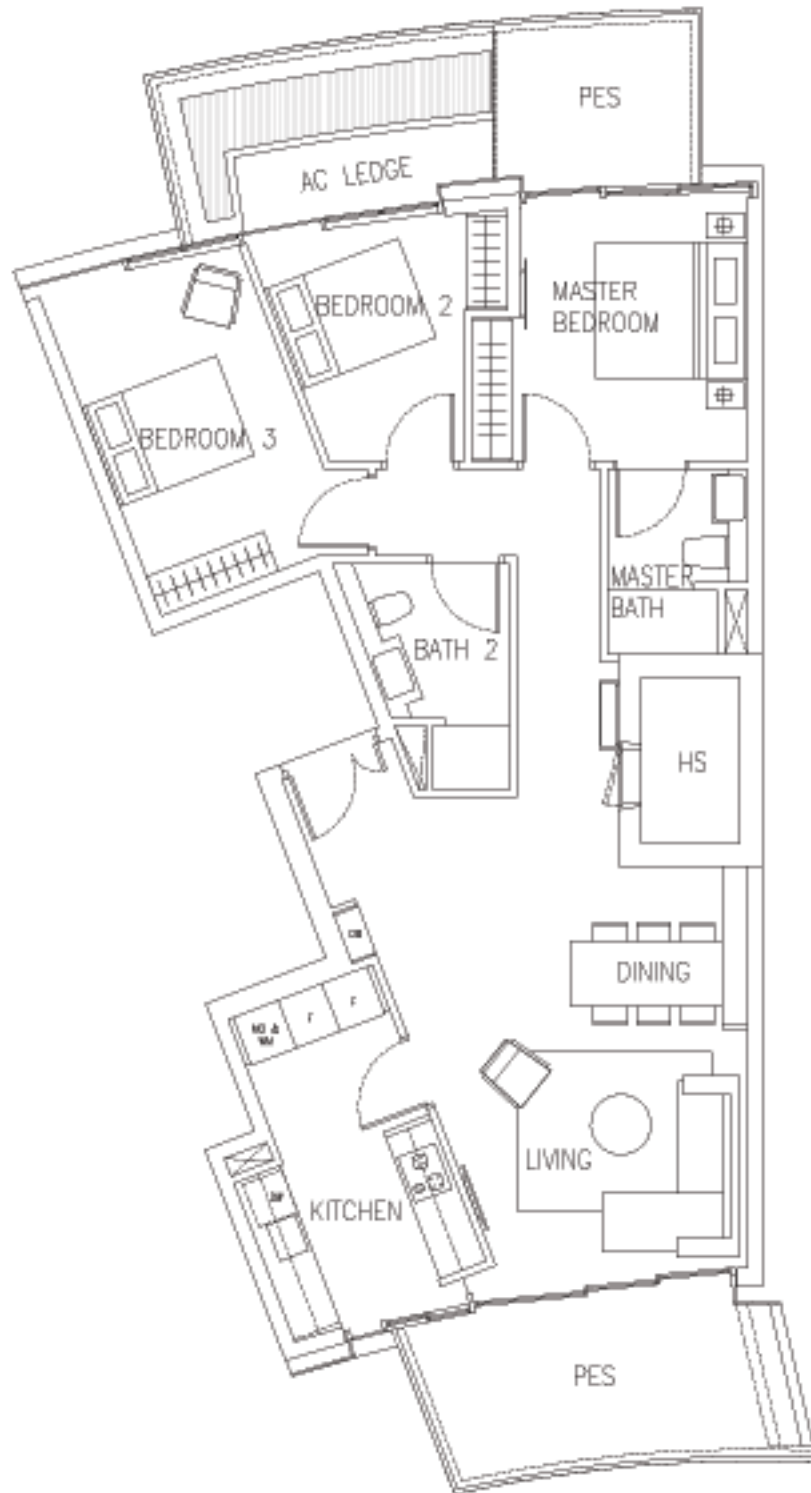 PES
AC LEDGE
BEDROOM 2
MASTER
BEDROOM
BEDROOM 3
MASTER
BATH
BATH 2
HS
DINING
F
F
LIVING
KITCHEN
PES